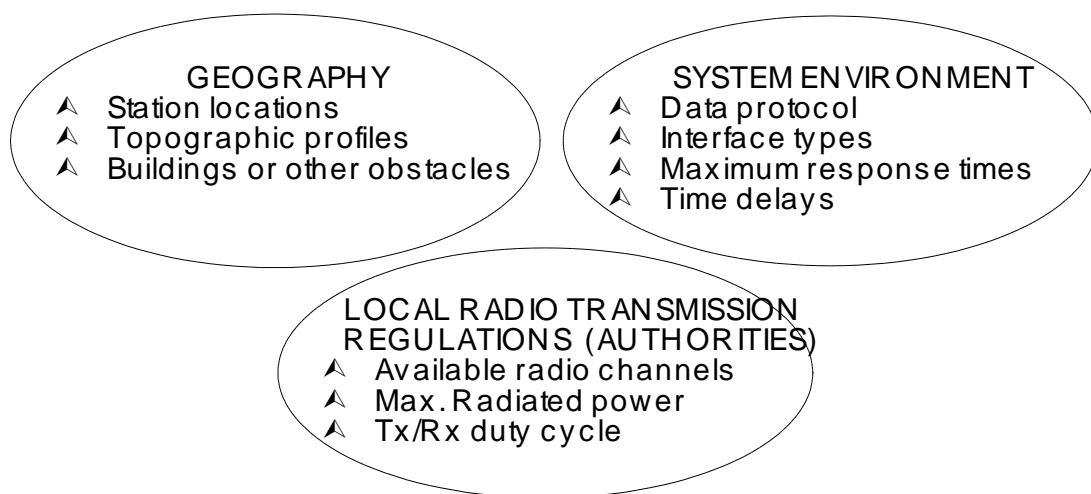 GEOGRAPHY
Station locations
Topographic profiles
Buildings or other obstacles
SYSTEM ENVIRONMENT
Data protocol
Interface types
Maximum response times
Time delays
LOCAL RADIO TRANSMISSION
REGULATIONS (AUTHORITIES)
Available radio channels
Max. Radiated power
Tx/Rx duty cycle